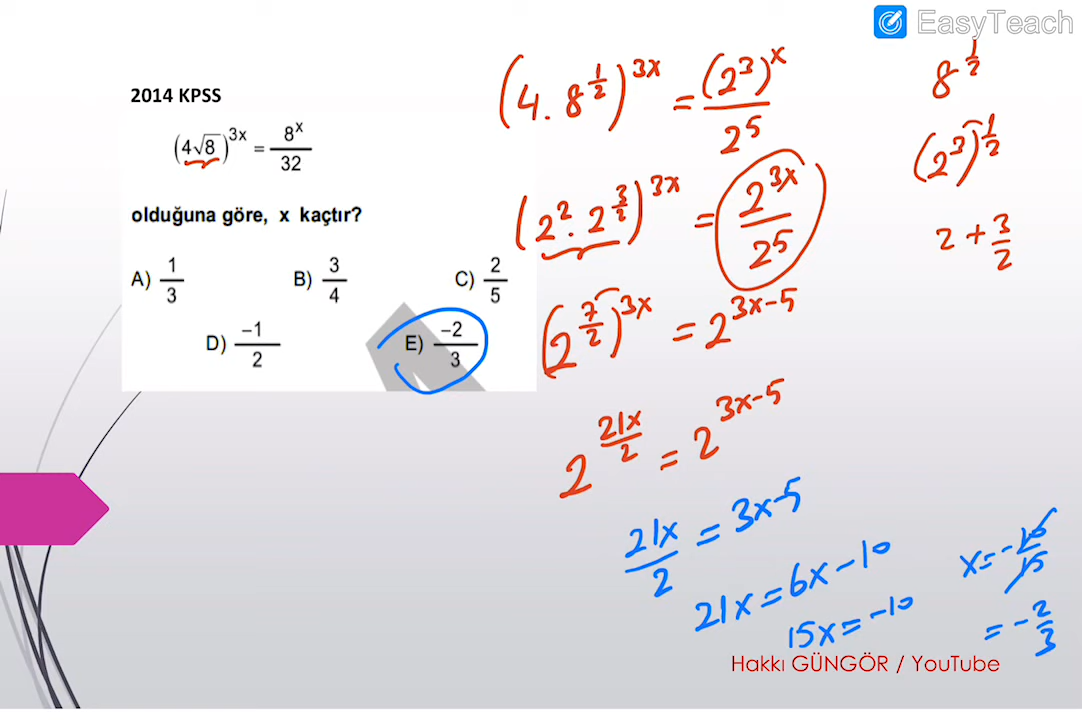 EasyTeach
2014 KPSS
(4√8)^3x = 8^x / 32
olduğuna göre, x kaçtır?
A) 1/3 B) 3/4 C) 2/5
D) -1/2 E) -2/3
(4. 8^1/2)^3x = (2^3)^x / 2^5
(2^2. 2^3/2)^3x = 2^3x / 2^5
(2^7/2)^3x = 2^3x-5
2^21x/2 = 2^3x-5
21x/2 = 3x-5
21x = 6x-10
15x = -10
8^1/2
(2^3)^1/2
2 + 3/2
x = -10/15
= -2/3
Hakkı GÜNGÖR / YouTube